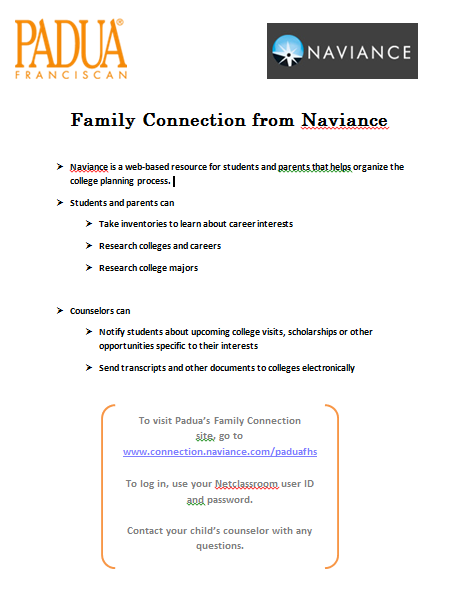 PADUA
FRANCISCAN
NAVIANCE
Family Connection from Naviance
Naviance is a web-based resource for students and parents that helps organize the
college planning process.
Students and parents can
Take inventories to learn about career interests
Research colleges and careers
Research college majors
Counselors can
Notify students about upcoming college visits, scholarships or other
opportunities specific to their interests
Send transcripts and other documents to colleges electronically
To visit Padua's Family Connection
site, go to
www.connection.naviance.com/paduafhs
To log in, use your Netclassroom user ID
and password.
Contact your child's counselor with any
questions.